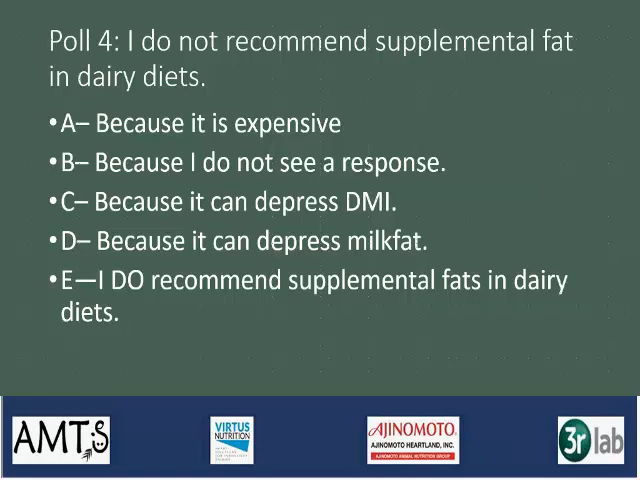 Poll 4: I do not recommend supplemental fat
in dairy diets.
•A– Because it is expensive
•B– Because I do not see a response.
•C– Because it can depress DMI.
•D– Because it can depress milkfat.
•E—I DO recommend supplemental fats in dairy
diets.
AMTS
VIRTUS
NUTRITION
AJINOMOTO
AJINOMOTO HEARTLAND, INC.
AJINOMOTO ANIMAL NUTRITION GROUP
3r lab